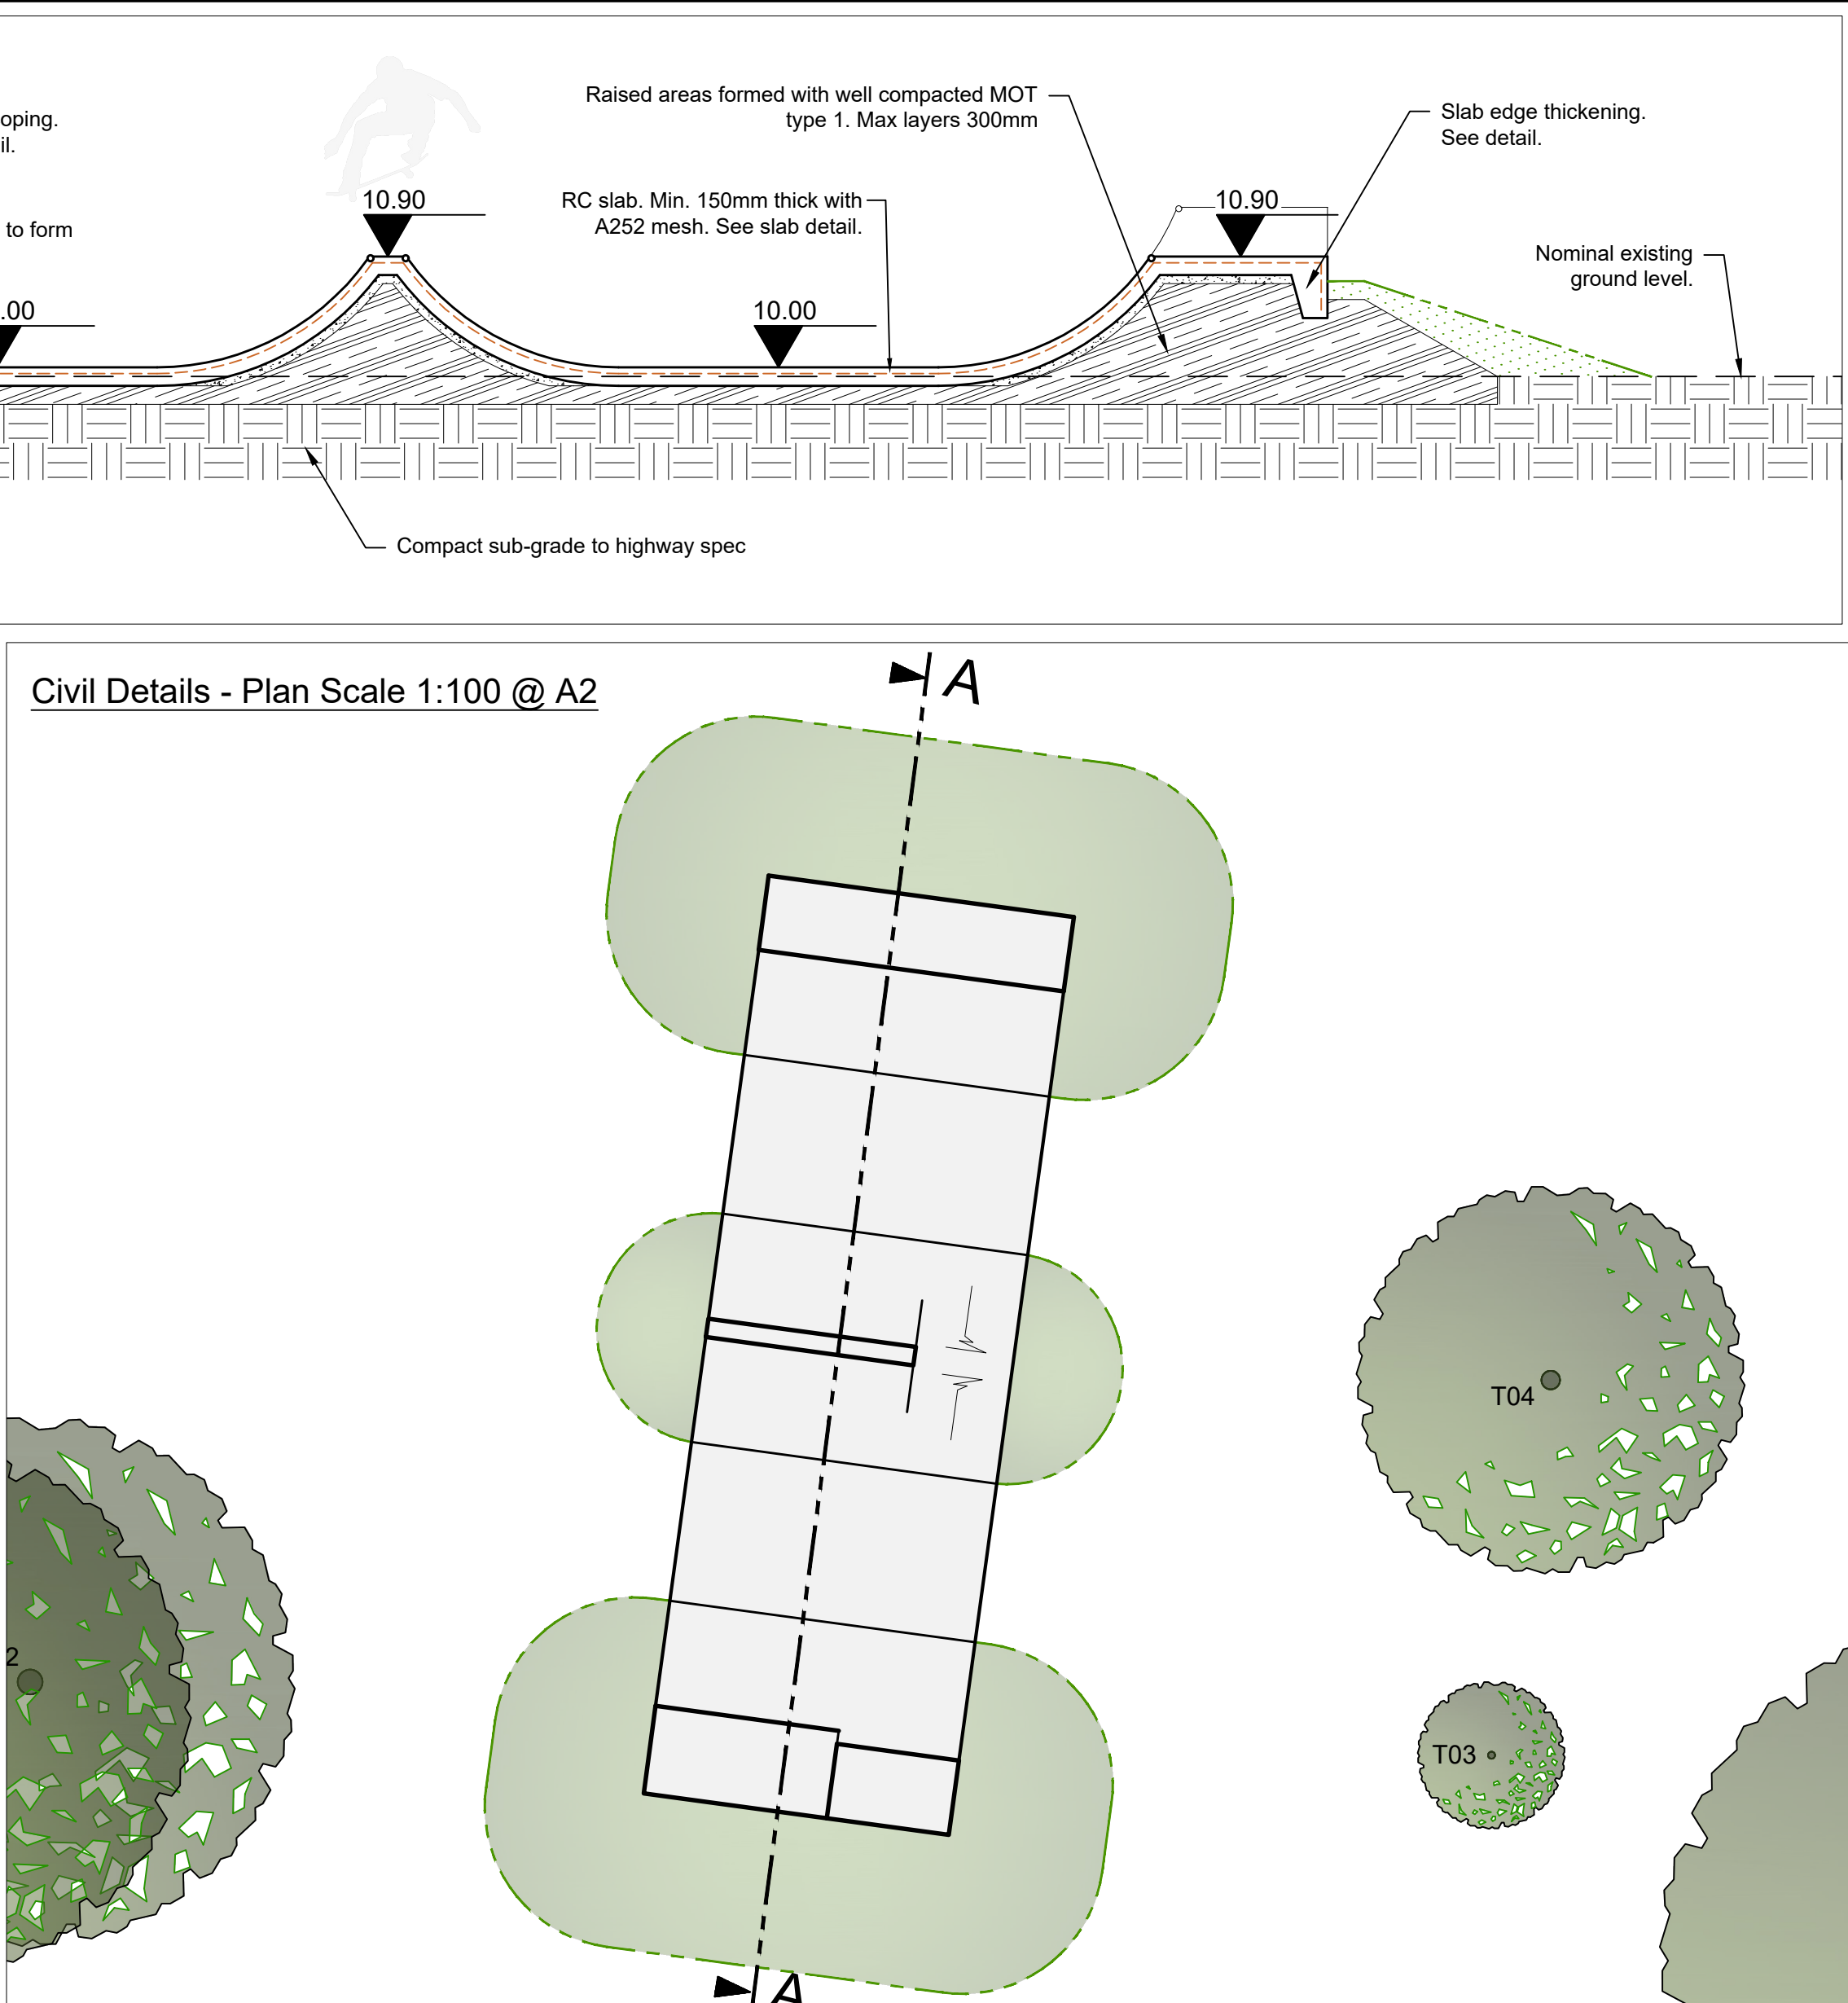 Raised areas formed with well compacted MOT
type 1. Max layers 300mm
Slab edge thickening.
See detail.
oping.
il.
10.90
RC slab. Min. 150mm thick with
A252 mesh. See slab detail.
10.90
to form
Nominal existing
ground level.
.00
10.00
Compact sub-grade to highway spec
Civil Details - Plan Scale 1:100 @ A2
A
T04
2
T03
A